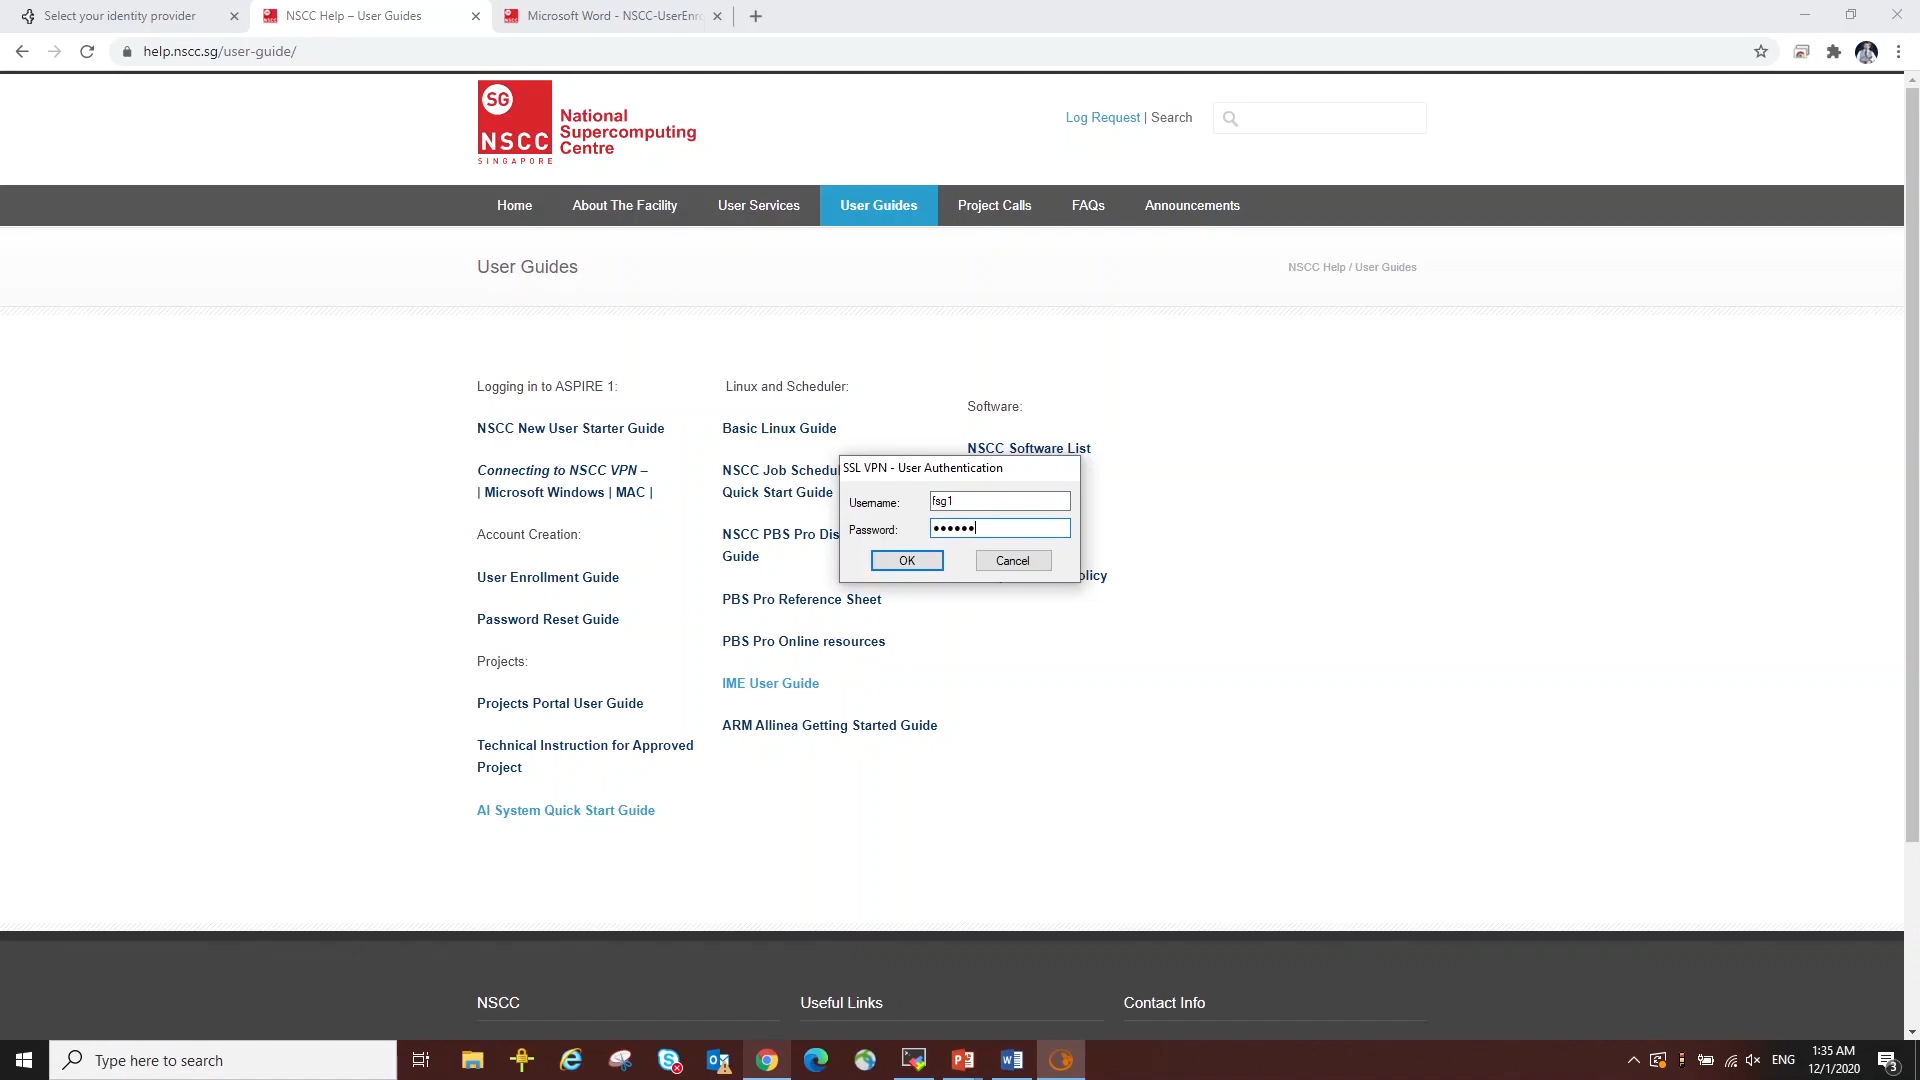 Select your identity provider
NSCC Help – User Guides
Microsoft Word - NSCC-UserEnro
help.nscc.sg/user-guide/
SG
NSCC
SINGAPORE
National
Supercomputing
Centre
Log Request | Search
Home
About The Facility
User Services
User Guides
Project Calls
FAQs
Announcements
User Guides
NSCC Help / User Guides
Logging in to ASPIRE 1:
NSCC New User Starter Guide
Connecting to NSCC VPN –
| Microsoft Windows | MAC |
Account Creation:
User Enrollment Guide
Password Reset Guide
Projects:
Projects Portal User Guide
Technical Instruction for Approved
Project
AI System Quick Start Guide
Linux and Scheduler:
Basic Linux Guide
NSCC Job Schedul
Quick Start Guide
NSCC PBS Pro Dis
Guide
PBS Pro Reference Sheet
PBS Pro Online resources
IME User Guide
ARM Allinea Getting Started Guide
Software:
NSCC Software List
olicy
SSL VPN - User Authentication
Username:
fsg1
Password:
••••••
OK
Cancel
NSCC
Useful Links
Contact Info
Type here to search
ENG
1:35 AM
12/1/2020
3